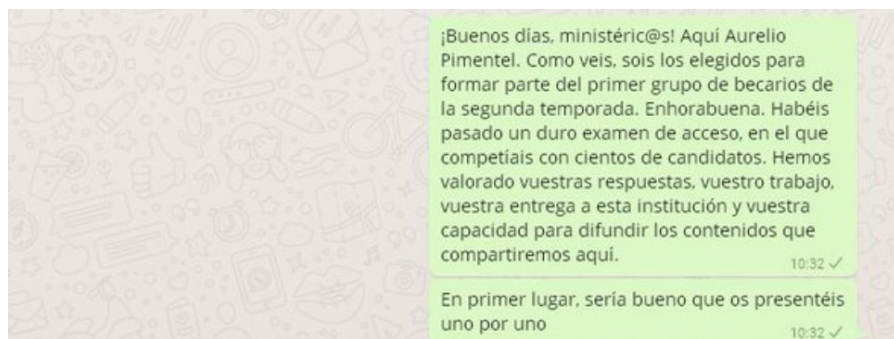 ¡Buenos días, ministéric@s! Aquí Aurelio
Pimentel. Como veis, sois los elegidos para
formar parte del primer grupo de becarios de
la segunda temporada. Enhorabuena. Habéis
pasado un duro examen de acceso, en el que
competíais con cientos de candidatos. Hemos
valorado vuestras respuestas, vuestro trabajo,
vuestra entrega a esta institución y vuestra
capacidad para difundir los contenidos que
compartiremos aquí.
10:32
En primer lugar, sería bueno que os presentéis
uno por uno
10:32